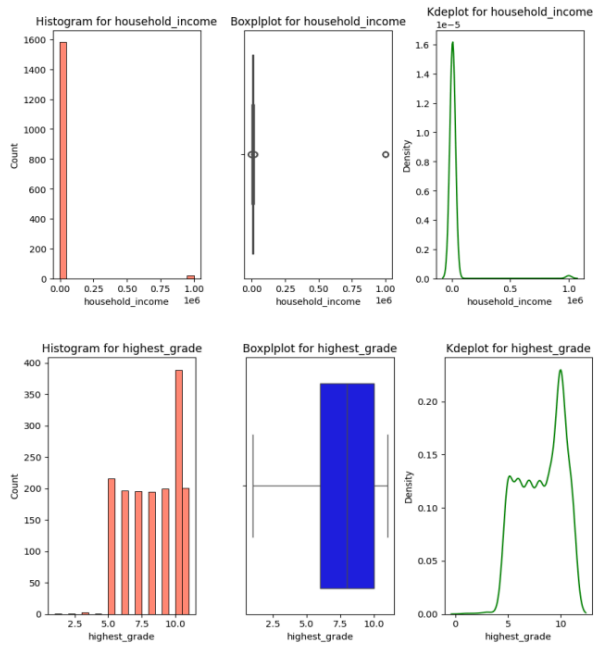 Histogram for household_income
Boxplplot for household_income
Kdeplot for household_income
1e−5
1600
1400
1200
1000
800
600
400
200
0
Count
0.00 0.25 0.50 0.75 1.00
1e6
household_income
0.00 0.25 0.50 0.75 1.00
1e6
household_income
1.6
1.4
1.2
1.0
0.8
0.6
0.4
0.2
0.0
Density
0.0 0.5 1.0
1e6
household_income
Histogram for highest_grade
Boxplplot for highest_grade
Kdeplot for highest_grade
400
350
300
250
200
150
100
50
0
Count
2.5 5.0 7.5 10.0
highest_grade
2.5 5.0 7.5 10.0
highest_grade
0.20
0.15
0.10
0.05
0.00
Density
0 5 10
highest_grade